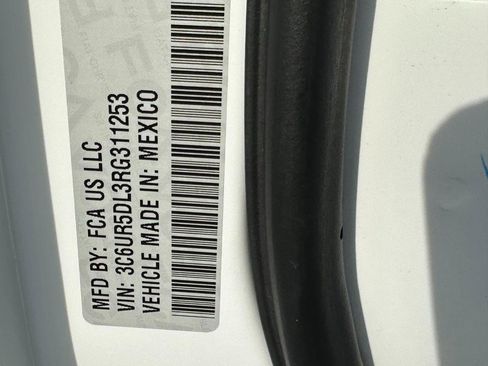 MFD BY: FCA US LLC
VIN: 3C6UR5DL3RG311253
VEHICLE MADE IN: MEXICO